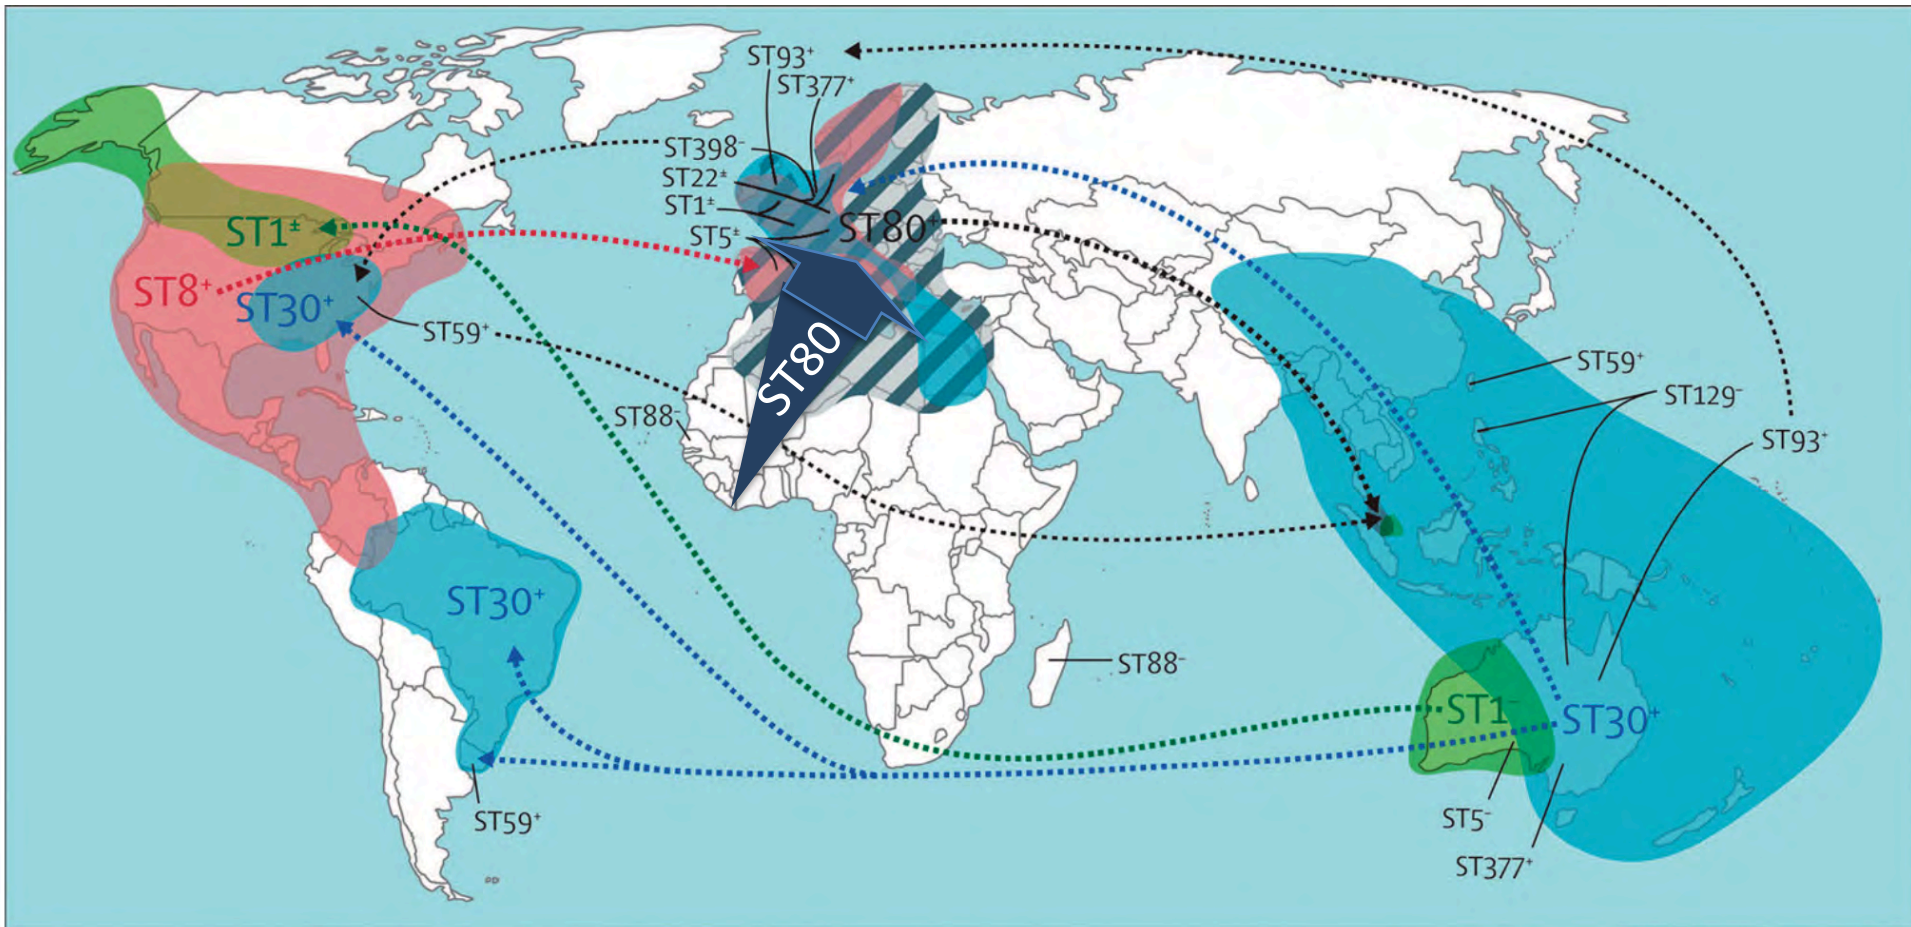 ST93⁺
ST377⁺
ST398⁻
ST22±
ST1±
ST5±
ST80⁺
ST1±
ST8⁺
ST30⁺
ST59⁺
ST80
ST88⁻
ST59⁺
ST129⁻
ST93⁺
ST30⁺
ST88⁻
ST1⁻
ST30⁺
ST59⁺
ST5⁻
ST377⁺